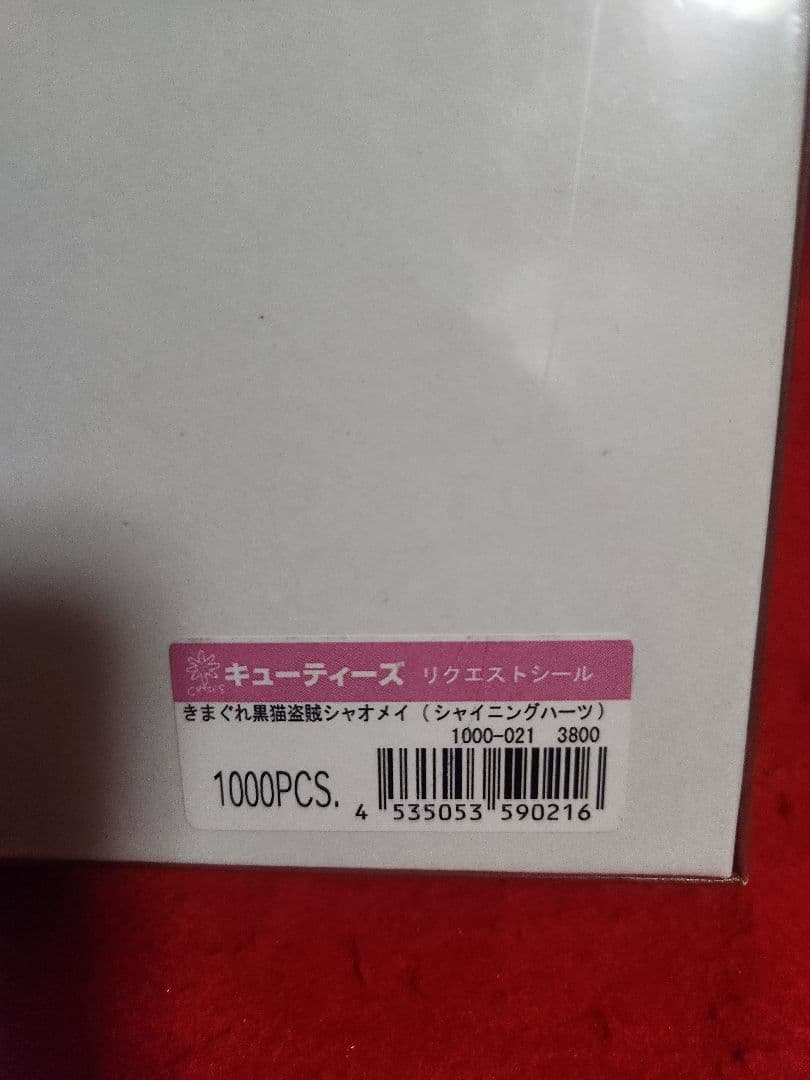 キューティーズ リクエストシール
きまぐれ黒猫盗賊シャオメイ（シャイニングハーツ）
1000-021 3800
1000PCS.
4 535053 590216